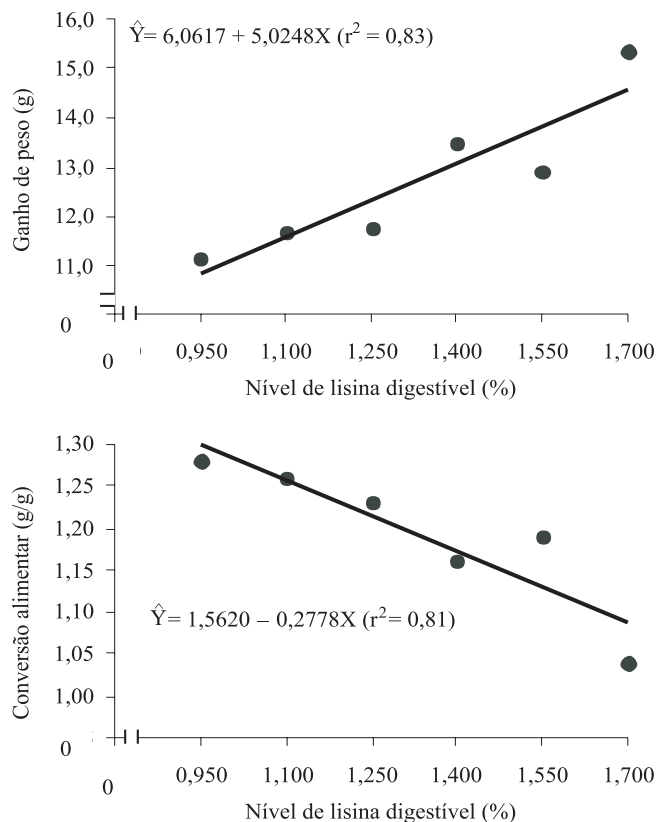 16,0
Ŷ= 6,0617 + 5,0248X (r² = 0,83)
15,0
14,0
13,0
12,0
11,0
Ganho de peso (g)
0
0 0,950 1,100 1,250 1,400 1,550 1,700
Nível de lisina digestível (%)
1,30
1,25
1,20
1,15
1,10
Ŷ= 1,5620 – 0,2778X (r²= 0,81)
1,05
1,00
Conversão alimentar (g/g)
0
0 0,950 1,100 1,250 1,400 1,550 1,700
Nível de lisina digestível (%)